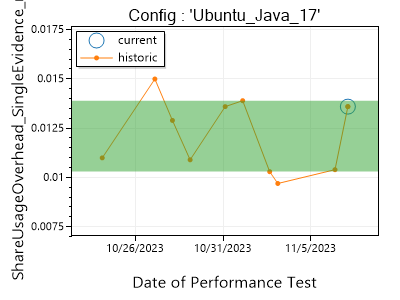 Config : 'Ubuntu_Java_17'
current
historic
0.0175
0.015
0.0125
0.01
0.0075
ShareUsageOverhead_SingleEvidence_
10/26/2023
10/31/2023
11/5/2023
Date of Performance Test